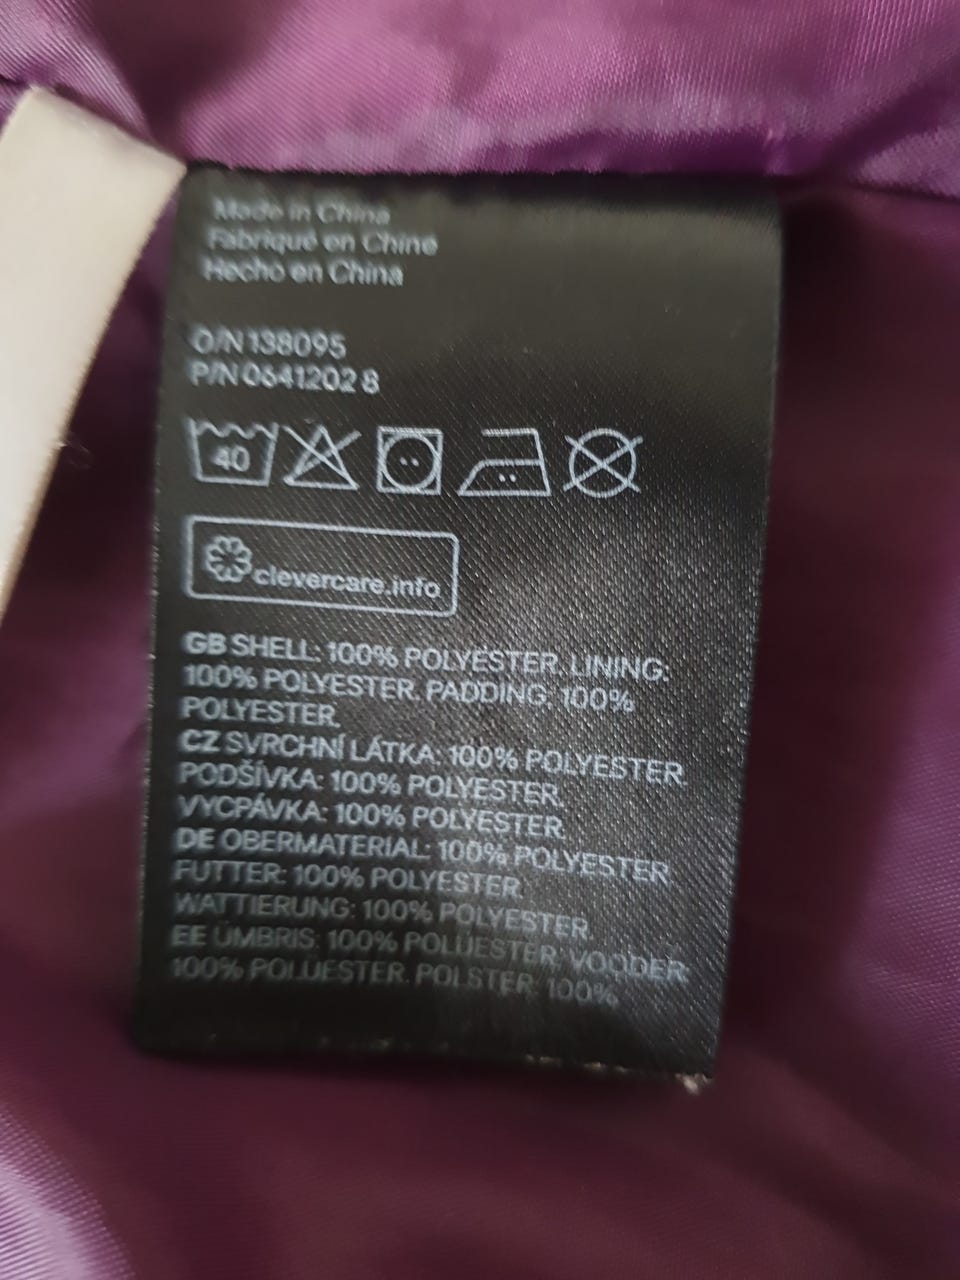 Made in China
Fabriqué en Chine
Hecho en China
O/N 138095
P/N 0641202 8
40
clevercare.info
GB SHELL: 100% POLYESTER. LINING:
100% POLYESTER. PADDING: 100%
POLYESTER.
CZ SVRCHNÍ LÁTKA: 100% POLYESTER.
PODŠÍVKA: 100% POLYESTER.
VYCPÁVKA: 100% POLYESTER.
DE OBERMATERIAL: 100% POLYESTER.
FUTTER: 100% POLYESTER.
WATTIERUNG: 100% POLYESTER.
EE ÜMBRIS: 100% POLÜESTER. VOODER:
100% POLÜESTER. POLSTER: 100%